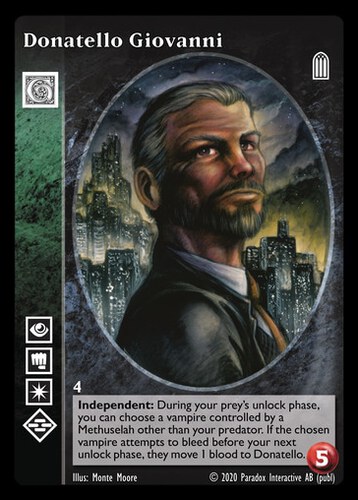 Donatello Giovanni
4
Independent: During your prey's unlock phase,
you can choose a vampire controlled by a
Methuselah other than your predator. If the chosen
vampire attempts to bleed before your next
unlock phase, they move 1 blood to Donatello.
5
Illus: Monte Moore © 2020 Paradox Interactive AB (publ)